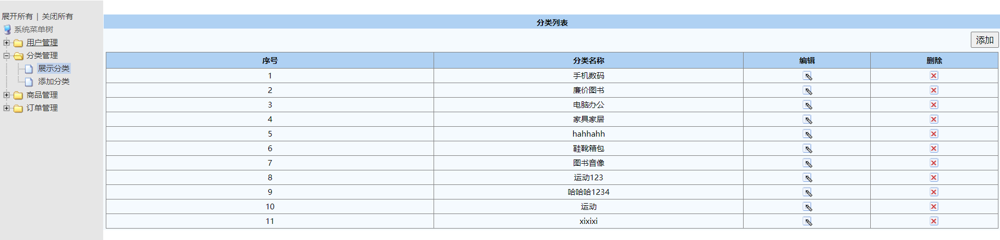 展开所有 | 关闭所有
系统菜单树
用户管理
分类管理
展示分类
添加分类
商品管理
订单管理
分类列表
添加
序号 分类名称 编辑 删除
1 手机数码
2 廉价图书
3 电脑办公
4 家具家居
5 hahhahh
6 鞋靴箱包
7 图书音像
8 运动123
9 哈哈哈1234
10 运动
11 xixixi